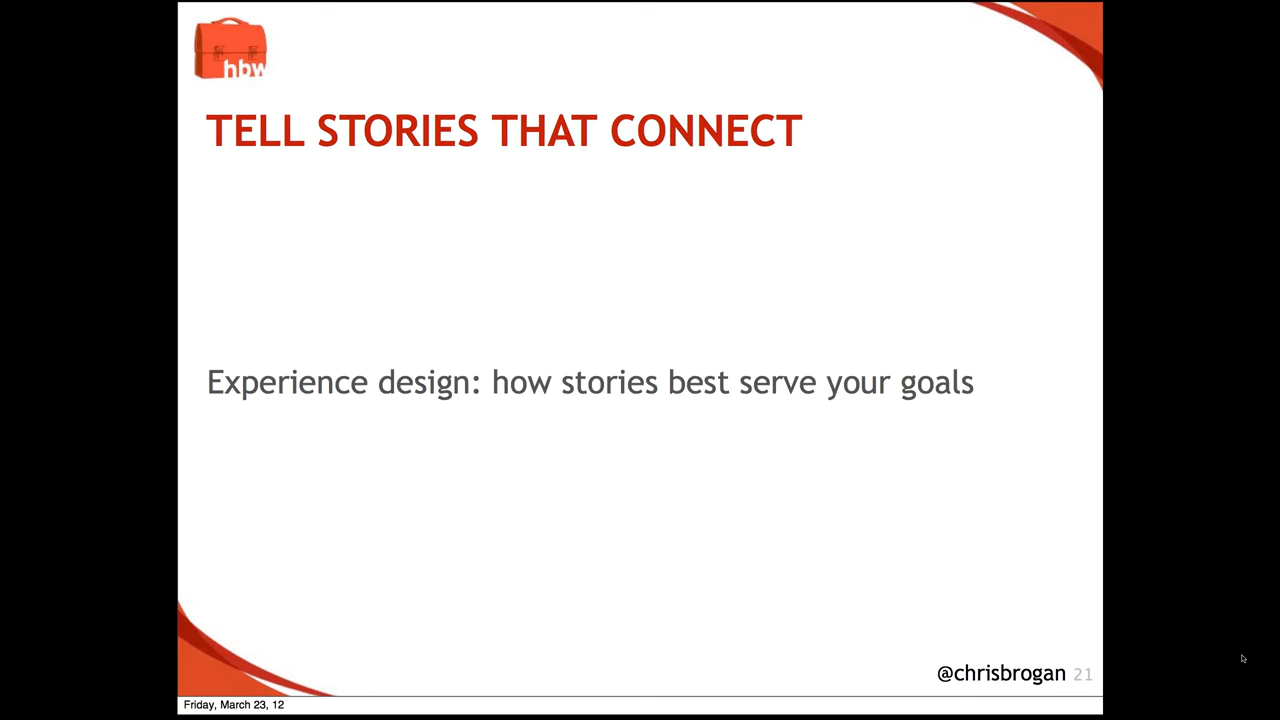 hbw
TELL STORIES THAT CONNECT
Experience design: how stories best serve your goals
@chrisbrogan 21
Friday, March 23, 12